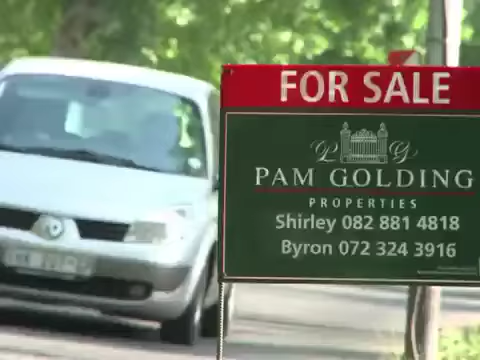 FOR SALE
P G
PAM GOLDING
PROPERTIES
Shirley 082 881 4818
Byron 072 324 3916